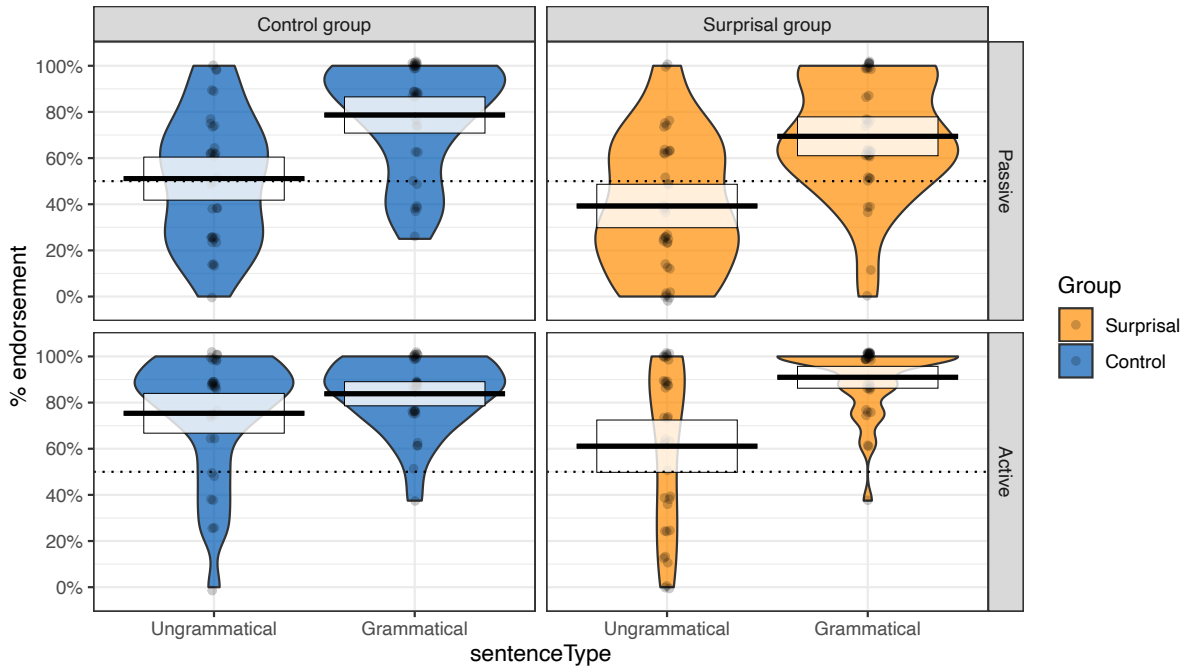 Control group
Surprisal group
% endorsement
100%
80%
60%
40%
20%
0%
Passive
100%
80%
60%
40%
20%
0%
Active
Ungrammatical
Grammatical
Ungrammatical
Grammatical
sentenceType
Group
Surprisal
Control